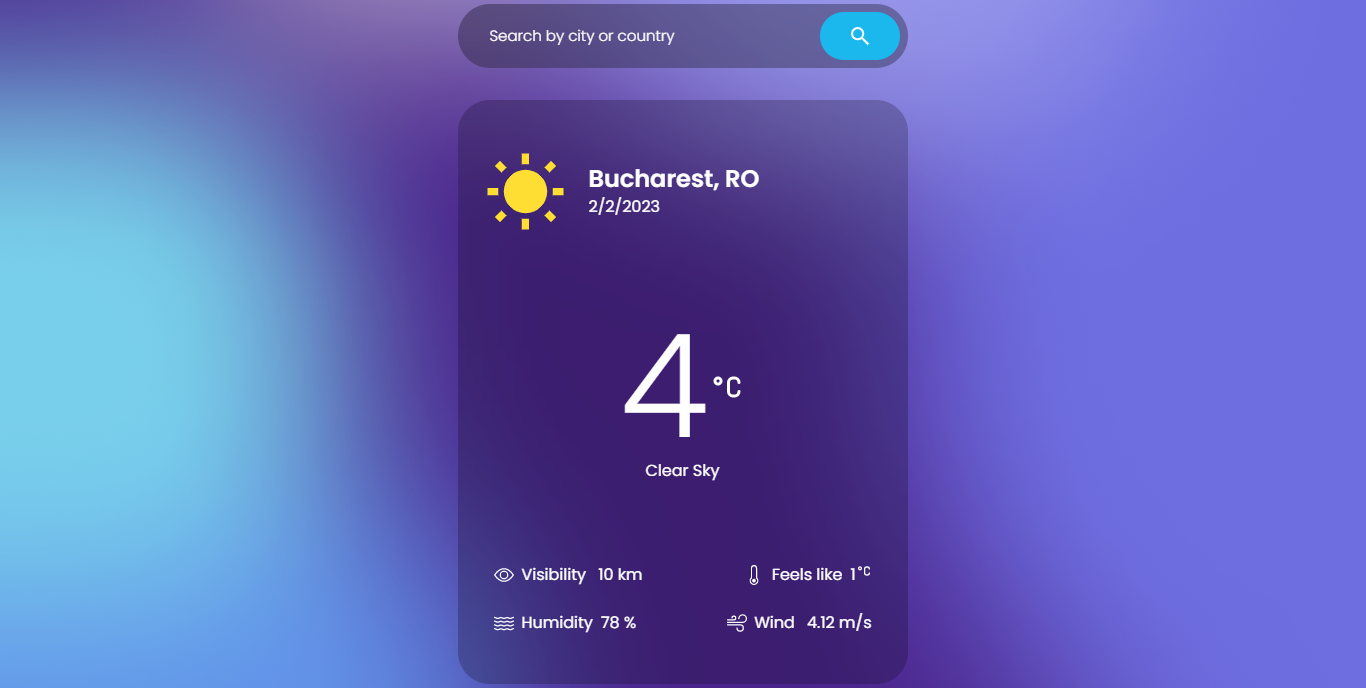 Search by city or country
Bucharest, RO
2/2/2023
4 °C
Clear Sky
Visibility 10 km
Feels like 1 °C
Humidity 78 %
Wind 4.12 m/s